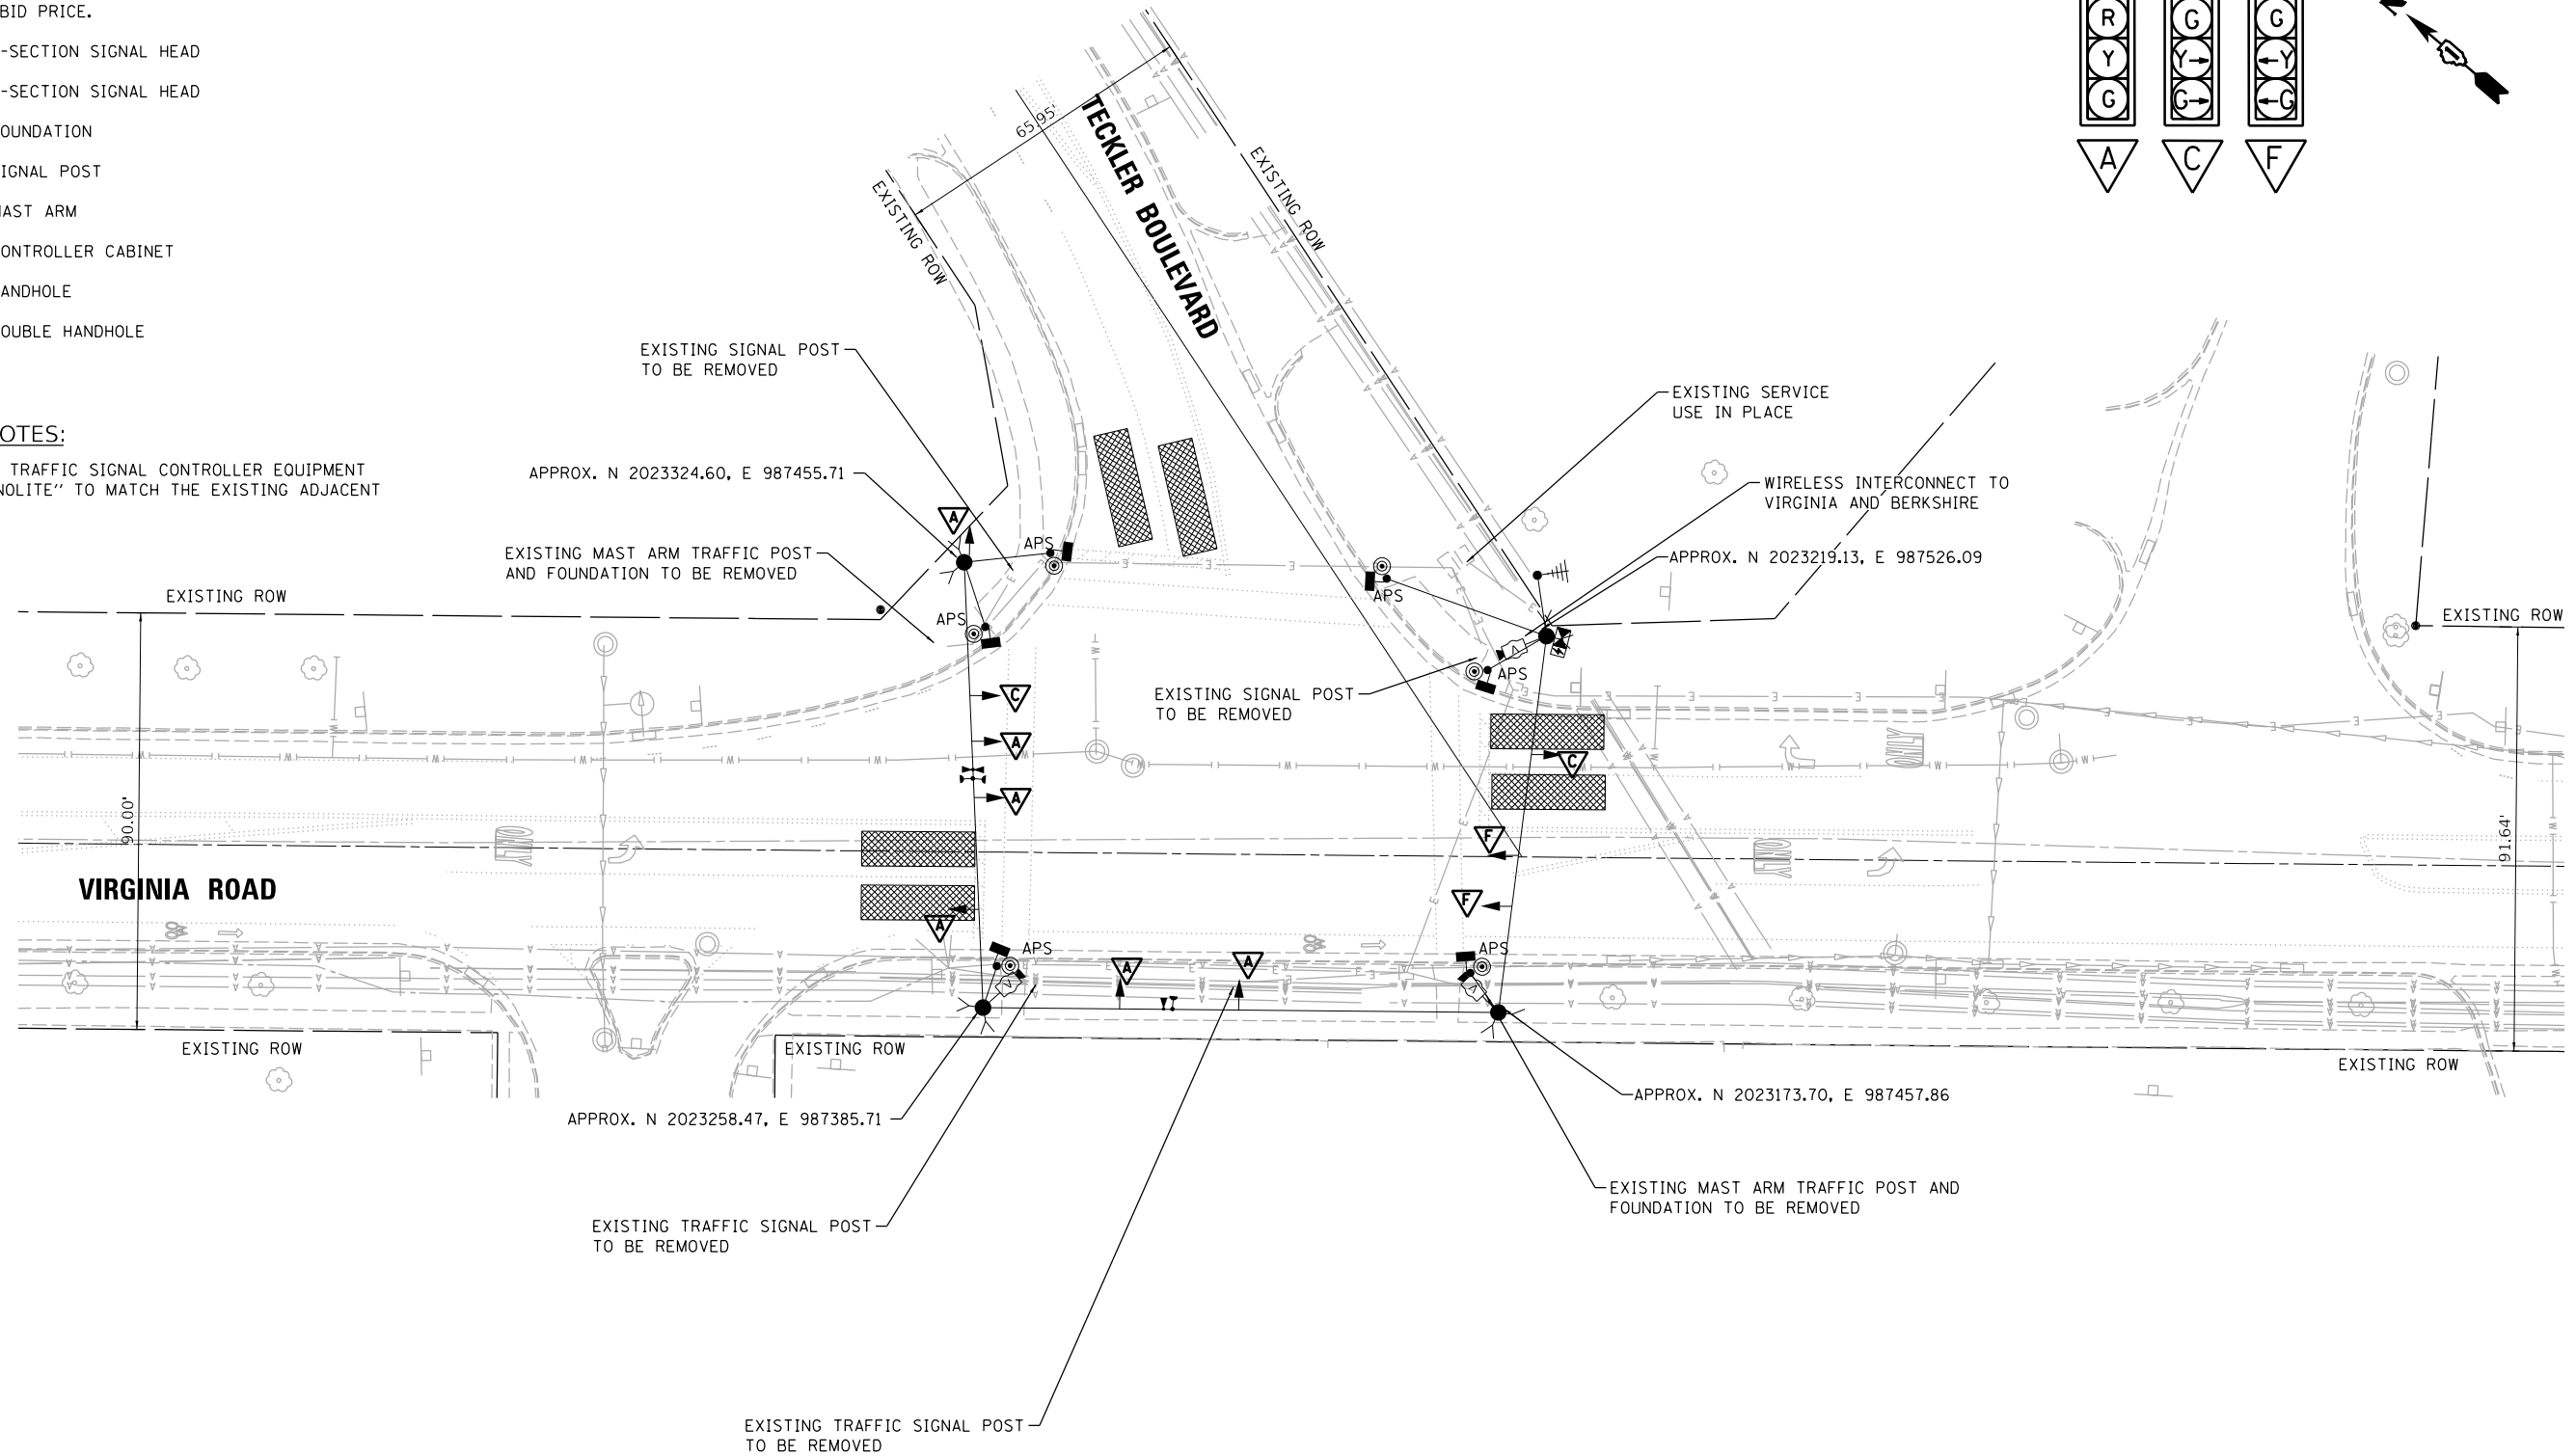 BID PRICE.
-SECTION SIGNAL HEAD
-SECTION SIGNAL HEAD
OUNDATION
IGNAL POST
AST ARM
ONTROLLER CABINET
ANDHOLE
OUBLE HANDHOLE
OTES:
TRAFFIC SIGNAL CONTROLLER EQUIPMENT
NOLITE" TO MATCH THE EXISTING ADJACENT
R
Y
G
A
G
Y→
G→
C
G
←Y
←G
F
65.95'
TECKLER BOULEVARD
EXISTING ROW
EXISTING ROW
EXISTING SIGNAL POST
TO BE REMOVED
APPROX. N 2023324.60, E 987455.71
EXISTING MAST ARM TRAFFIC POST
AND FOUNDATION TO BE REMOVED
EXISTING SERVICE
USE IN PLACE
WIRELESS INTERCONNECT TO
VIRGINIA AND BERKSHIRE
APPROX. N 2023219.13, E 987526.09
A
APS
APS
APS
APS
EXISTING ROW
EXISTING ROW
EXISTING SIGNAL POST
TO BE REMOVED
C
A
A
C
F
F
A
ONLY
ONLY
ONLY
90.00'
91.64'
VIRGINIA ROAD
APS
A
A
APS
EXISTING ROW
EXISTING ROW
EXISTING ROW
APPROX. N 2023258.47, E 987385.71
APPROX. N 2023173.70, E 987457.86
EXISTING MAST ARM TRAFFIC POST AND
FOUNDATION TO BE REMOVED
EXISTING TRAFFIC SIGNAL POST
TO BE REMOVED
EXISTING TRAFFIC SIGNAL POST
TO BE REMOVED